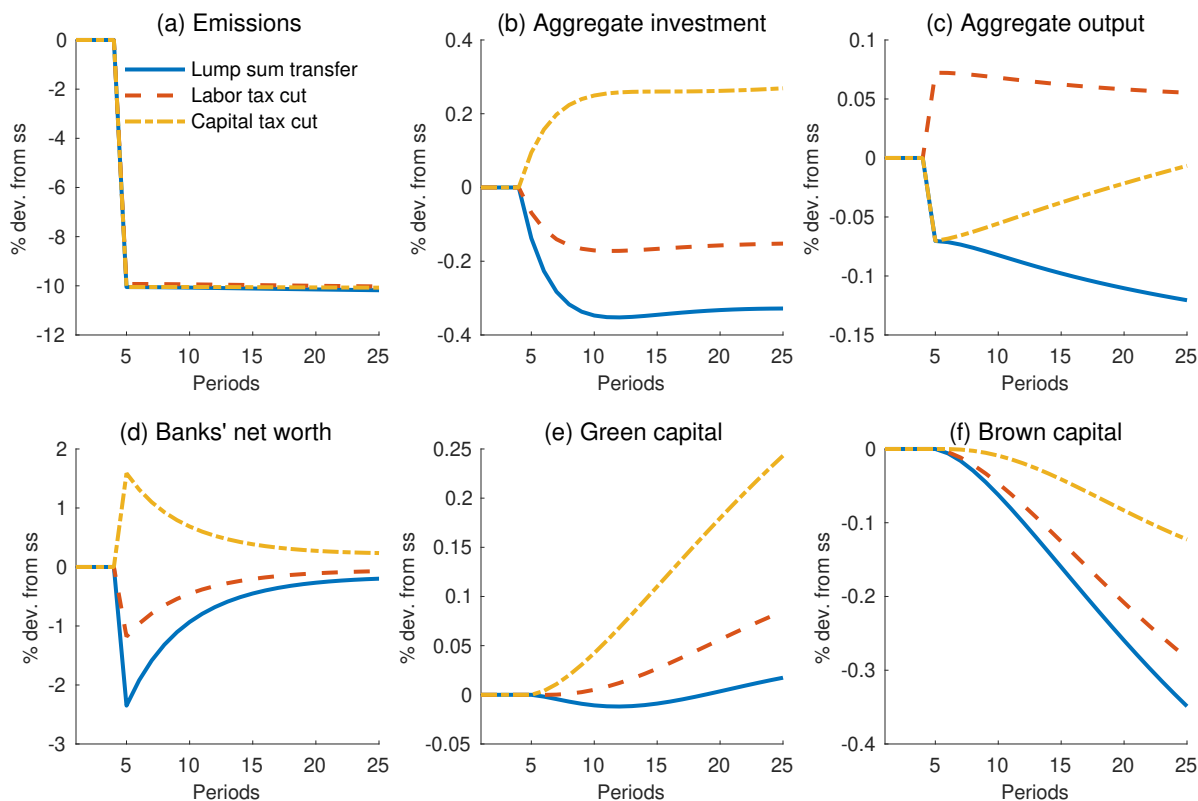 (a) Emissions
0
-2
-4
-6
-8
-10
-12
% dev. from ss
5 10 15 20 25
Periods
Lump sum transfer
Labor tax cut
Capital tax cut
(b) Aggregate investment
0.4
0.2
0
-0.2
-0.4
% dev. from ss
5 10 15 20 25
Periods
(c) Aggregate output
0.1
0.05
0
-0.05
-0.1
-0.15
% dev. from ss
5 10 15 20 25
Periods
(d) Banks' net worth
2
1
0
-1
-2
-3
% dev. from ss
5 10 15 20 25
Periods
(e) Green capital
0.25
0.2
0.15
0.1
0.05
0
-0.05
% dev. from ss
5 10 15 20 25
Periods
(f) Brown capital
0
-0.1
-0.2
-0.3
-0.4
% dev. from ss
5 10 15 20 25
Periods